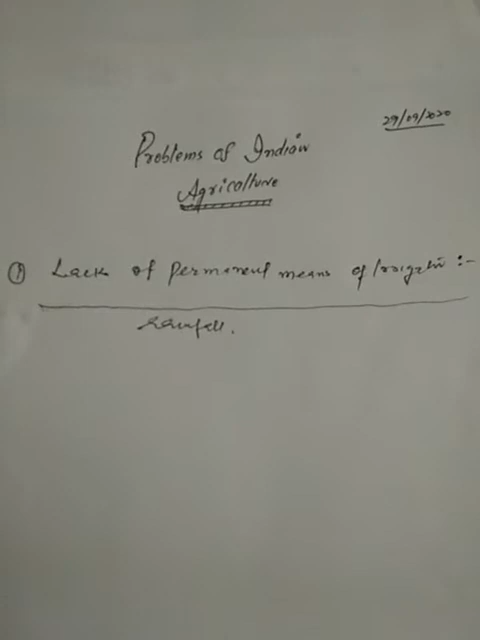 29/09/2020
Problems of Indian
Agriculture
① Lack of permanent means of Irrigation :-
rainfall.